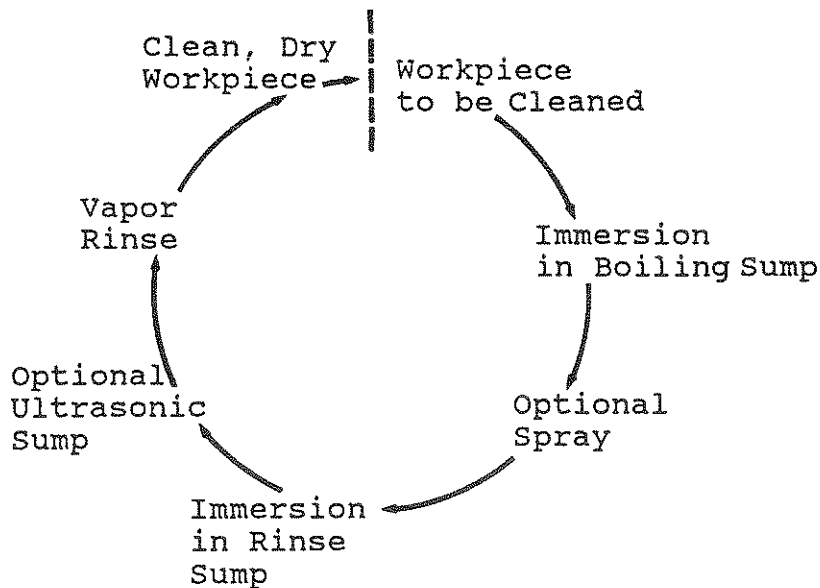 Clean, Dry
Workpiece
Workpiece
to be Cleaned
Immersion
in Boiling Sump
Optional
Spray
Immersion
in Rinse
Sump
Optional
Ultrasonic
Sump
Vapor
Rinse